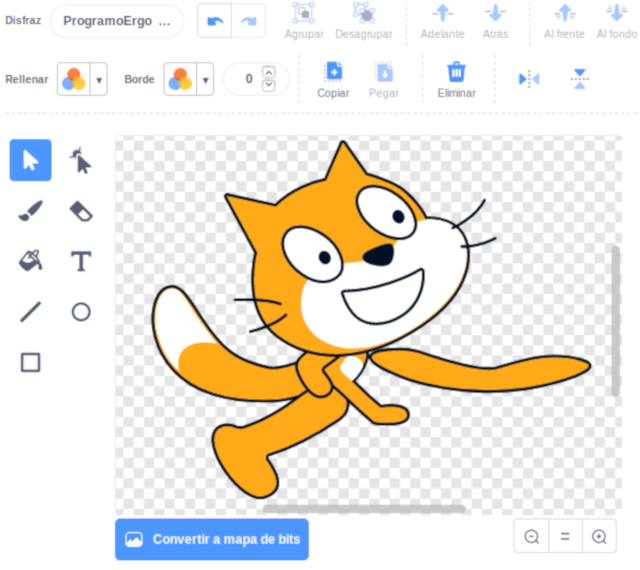 Disfraz ProgramoErgo ...
Agrupar Desagrupar Adelante Atrás Al frente Al fondo
Rellenar Borde 0
Copiar Pegar Eliminar
T
Convertir a mapa de bits